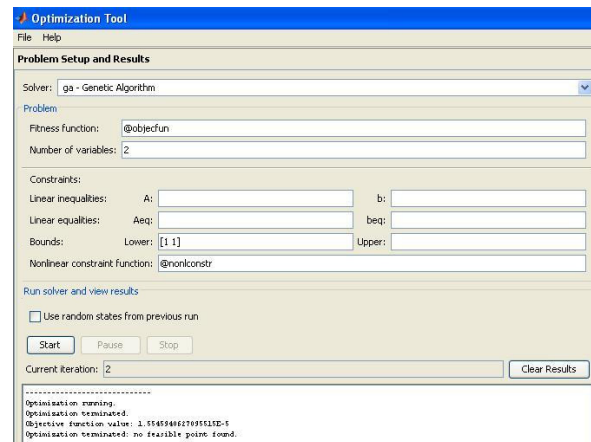 Optimization Tool
File Help
Problem Setup and Results
Solver: ga - Genetic Algorithm
Problem
Fitness function: @objecfun
Number of variables: 2
Constraints:
Linear inequalities: A: b:
Linear equalities: Aeq: beq:
Bounds: Lower: [1 1] Upper:
Nonlinear constraint function: @nonlconstr
Run solver and view results
Use random states from previous run
Start Pause Stop
Current iteration: 2 Clear Results
Optimization running.
Optimization terminated.
Objective function value:
Optimization terminated: no feasible point found.